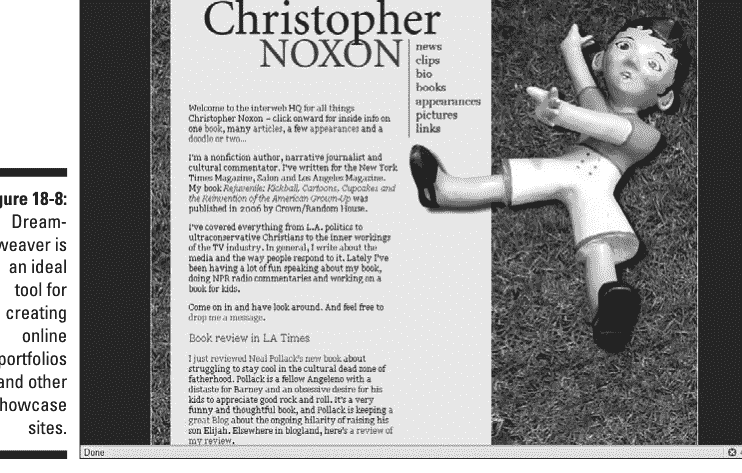 Christopher
NOXON
news
clips
bio
books
appearances
pictures
links
Welcome to the interweb HQ for all things
Christopher Noxon – click onward for inside info on
one book, many articles, a few appearances and a
doodle or two...
I'm a nonfiction author, narrative journalist and
cultural commentator. I've written for the New York
Times Magazine, Salon and Los Angeles Magazine.
My book Rejuvenile: Kickball, Cartoons, Cupcakes and
the Reinvention of the American Grown-Up was
published in 2006 by Crown/Random House.
I've covered everything from L.A. politics to
ultraconservative Christians to the inner workings
of the TV industry. In general, I write about the
media and the way people respond to it. Lately I've
been having a lot of fun speaking about my book,
doing NPR radio commentaries and working on a
book for kids.
Come on in and have look around. And feel free to
drop me a message.
Book review in LA Times
I just reviewed Neal Pollack's new book about
struggling to stay cool in the cultural dead zone of
fatherhood. Pollack is a fellow Angeleno with a
distaste for Barney and an obsessive desire for his
kids to appreciate good rock and roll. It's a very
funny and thoughtful book, and Pollack is keeping a
great Blog about the ongoing hilarity of raising his
son Elijah. Elsewhere in blogland, here's a review of
my review.
Done
gure 18-8:
Dream-
weaver is
an ideal
tool for
creating
online
portfolios
and other
howcase
sites.